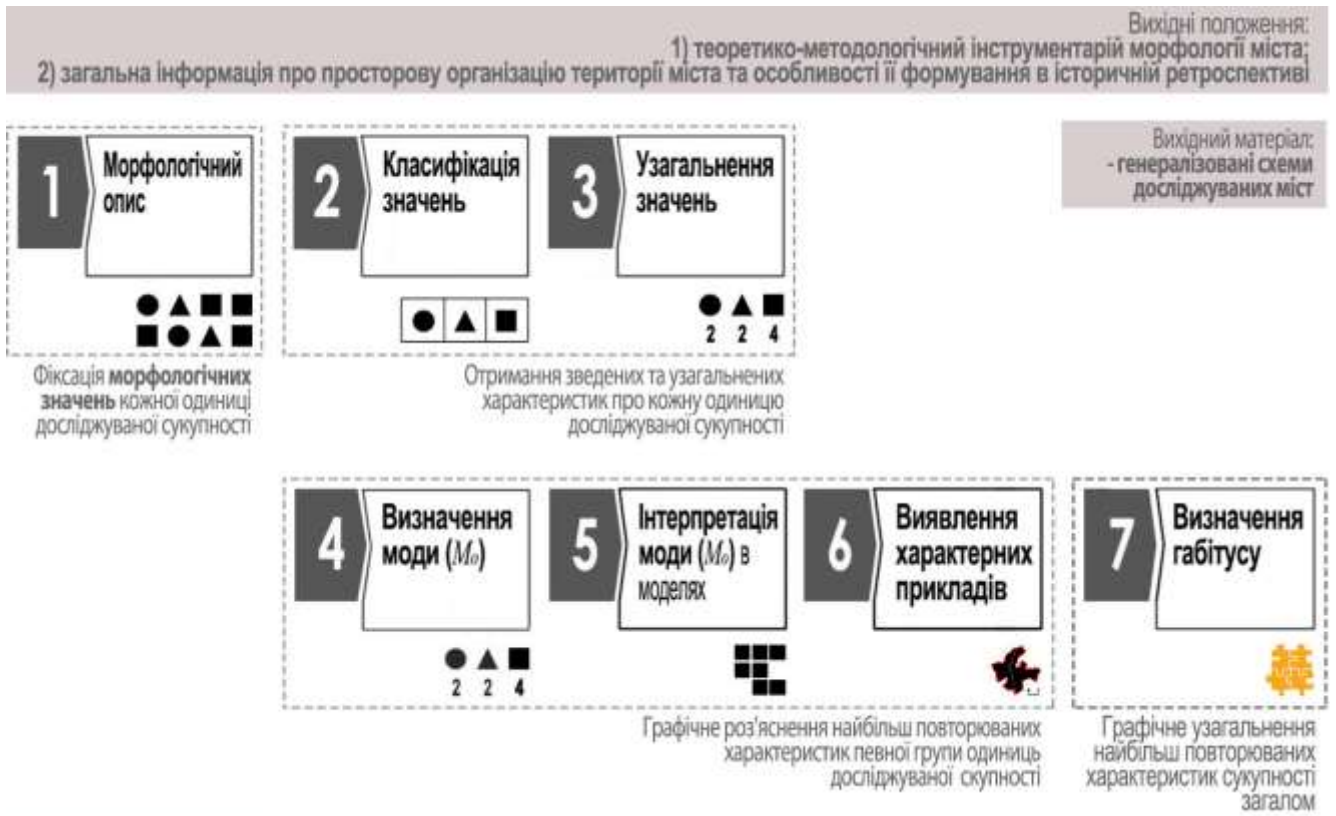 Вихідні положення:
1) теоретико-методологічний інструментарій морфології міста;
2) загальна інформація про просторову організацію території міста та особливості її формування в історичній ретроспективі
Вихідний матеріал:
- генералізовані схеми
досліджуваних міст
1
Морфологічний
опис
2
Класифікація
значень
3
Узагальнення
значень
2 2 4
Фіксація морфологічних
значень кожної одиниці
досліджуваної сукупності
Отримання зведених та узагальнених
характеристик про кожну одиницю
досліджуваної сукупності
4
Визначення
моди (Mo)
2 2 4
5
Інтерпретація
моди (Mo) в
моделях
6
Виявлення
характерних
прикладів
7
Визначення
габітусу
Графічне роз'яснення найбільш повторюваних
характеристик певної групи одиниць
досліджуваної скупності
Графічне узагальнення
найбільш повторюваних
характеристик сукупності
загалом